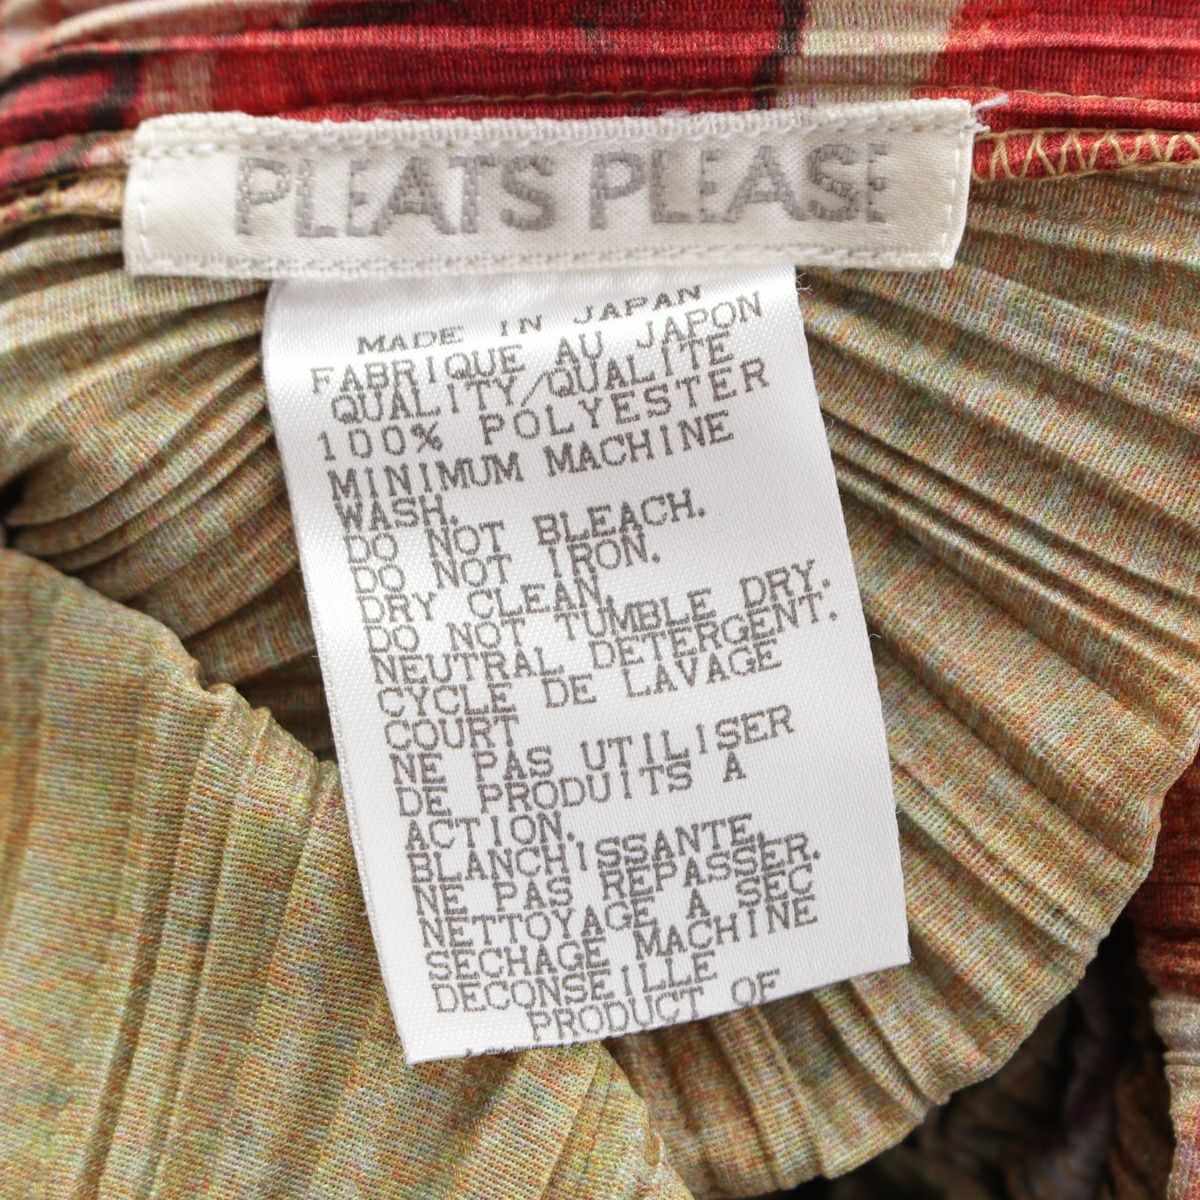 PLEATS PLEASE
MADE IN JAPAN
FABRIQUE AU JAPON
QUALITY/QUALITE
100% POLYESTER
MINIMUM MACHINE
WASH.
DO NOT BLEACH.
DO NOT IRON.
DRY CLEAN.
DO NOT TUMBLE DRY.
NEUTRAL DETERGENT.
CYCLE DE LAVAGE
COURT
NE PAS UTILISER
DE PRODUITS A
ACTION.
BLANCHISSANTE.
NE PAS REPASSER.
NETTOYAGE A SEC
SECHAGE MACHINE
DECONSEILLE
PRODUCT OF